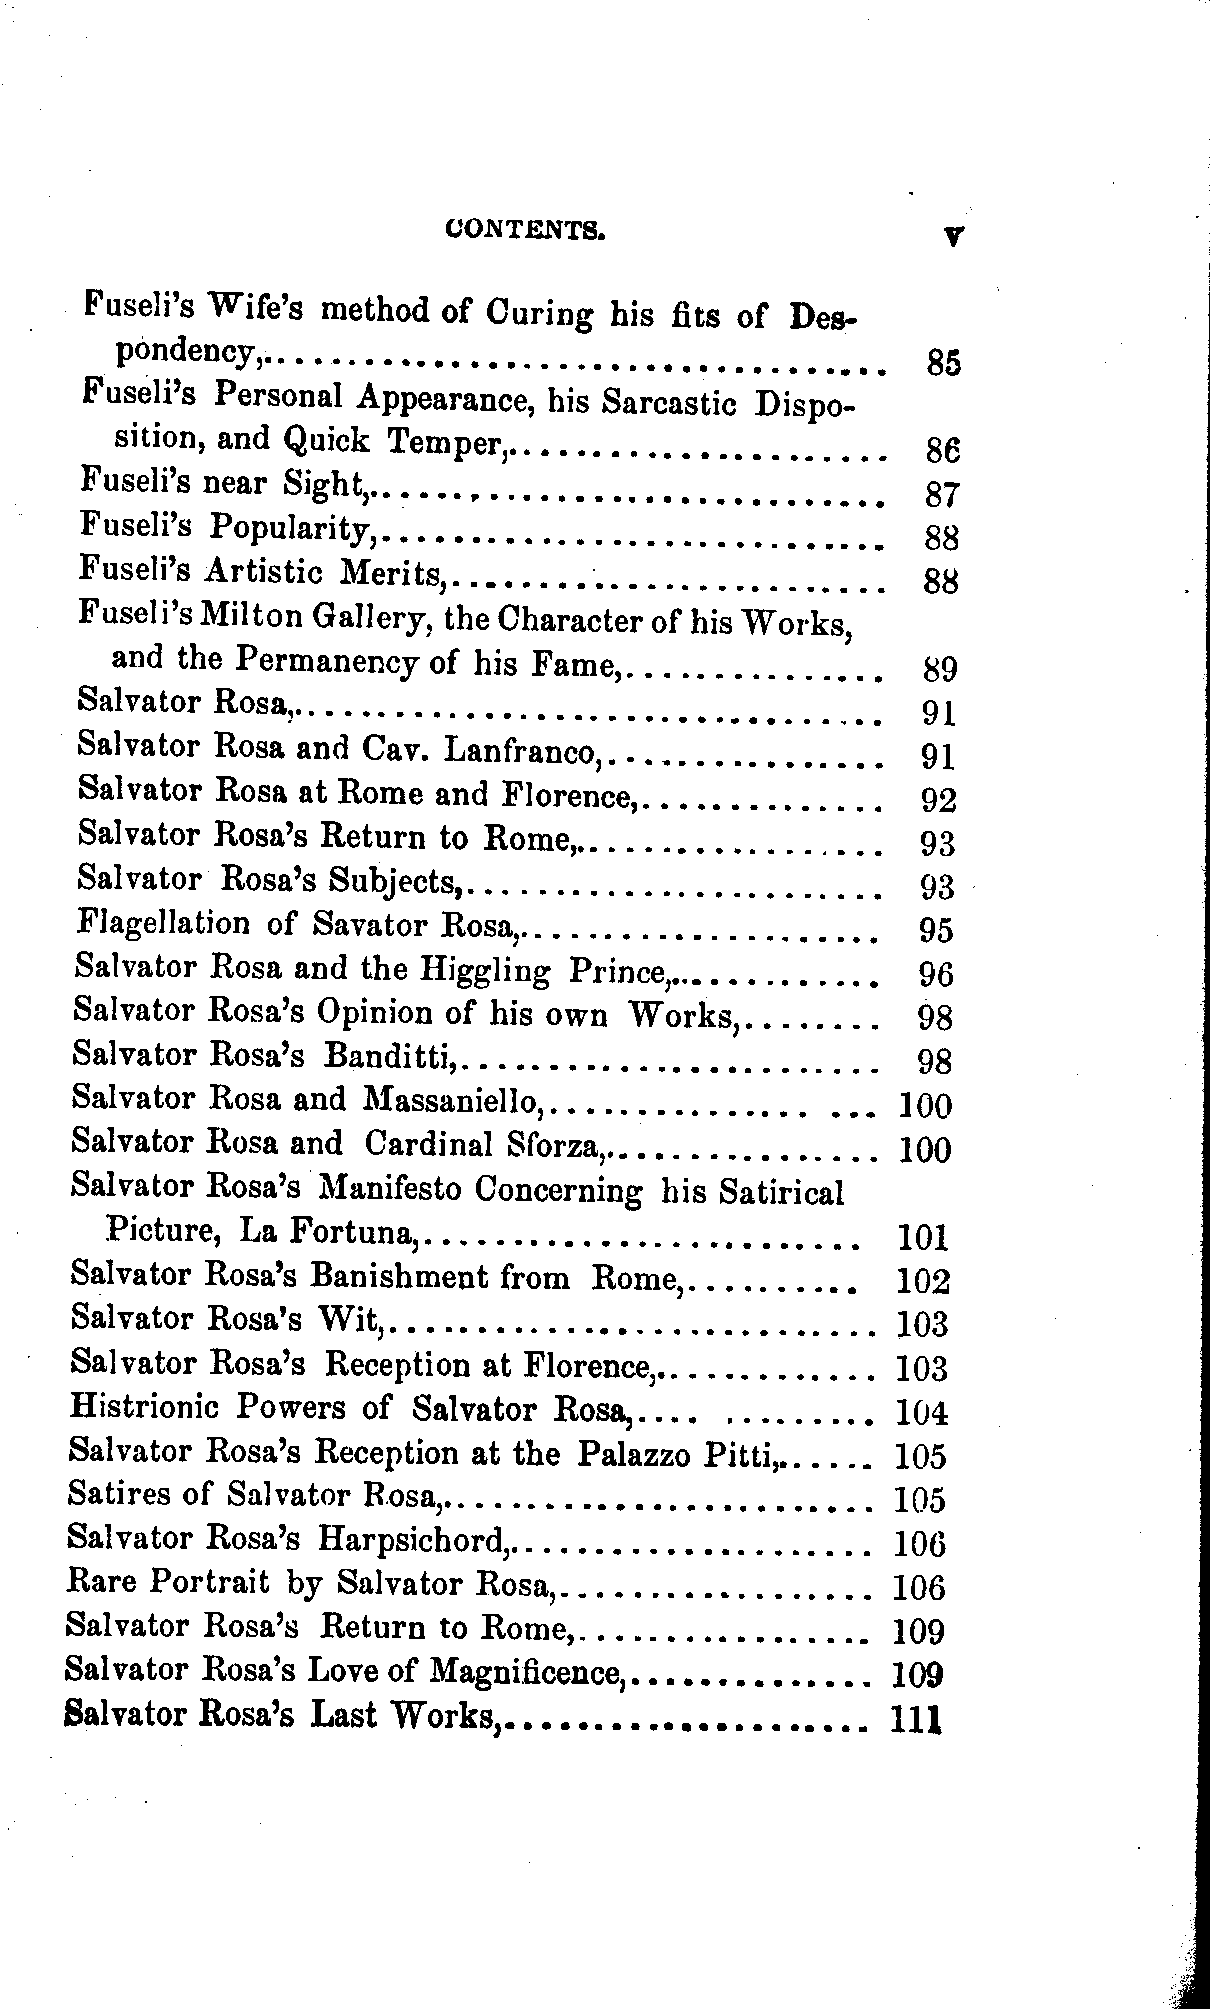 CONTENTS. V
Fuseli's Wife's method of Curing his fits of Des-
pondency,..................................... 85
Fuseli's Personal Appearance, his Sarcastic Dispo-
sition, and Quick Temper,....................... 86
Fuseli's near Sight,............................... 87
Fuseli's Popularity,.............................. 88
Fuseli's Artistic Merits,.......................... 88
Fuseli's Milton Gallery, the Character of his Works,
and the Permanency of his Fame,............... 89
Salvator Rosa,................................... 91
Salvator Rosa and Cav. Lanfranco,................ 91
Salvator Rosa at Rome and Florence,.............. 92
Salvator Rosa's Return to Rome,.................. 93
Salvator Rosa's Subjects,......................... 93
Flagellation of Savator Rosa,..................... 95
Salvator Rosa and the Higgling Prince,............. 96
Salvator Rosa's Opinion of his own Works,........ 98
Salvator Rosa's Banditti,......................... 98
Salvator Rosa and Massaniello,............... ... 100
Salvator Rosa and Cardinal Sforza,................ 100
Salvator Rosa's Manifesto Concerning his Satirical
Picture, La Fortuna,.......................... 101
Salvator Rosa's Banishment from Rome,.......... 102
Salvator Rosa's Wit,............................. 103
Salvator Rosa's Reception at Florence,............. 103
Histrionic Powers of Salvator Rosa,.... ......... 104
Salvator Rosa's Reception at the Palazzo Pitti,...... 105
Satires of Salvator Rosa,.......................... 105
Salvator Rosa's Harpsichord,...................... 106
Rare Portrait by Salvator Rosa,................... 106
Salvator Rosa's Return to Rome,................. 109
Salvator Rosa's Love of Magnificence,.............. 109
Salvator Rosa's Last Works,...................... 111